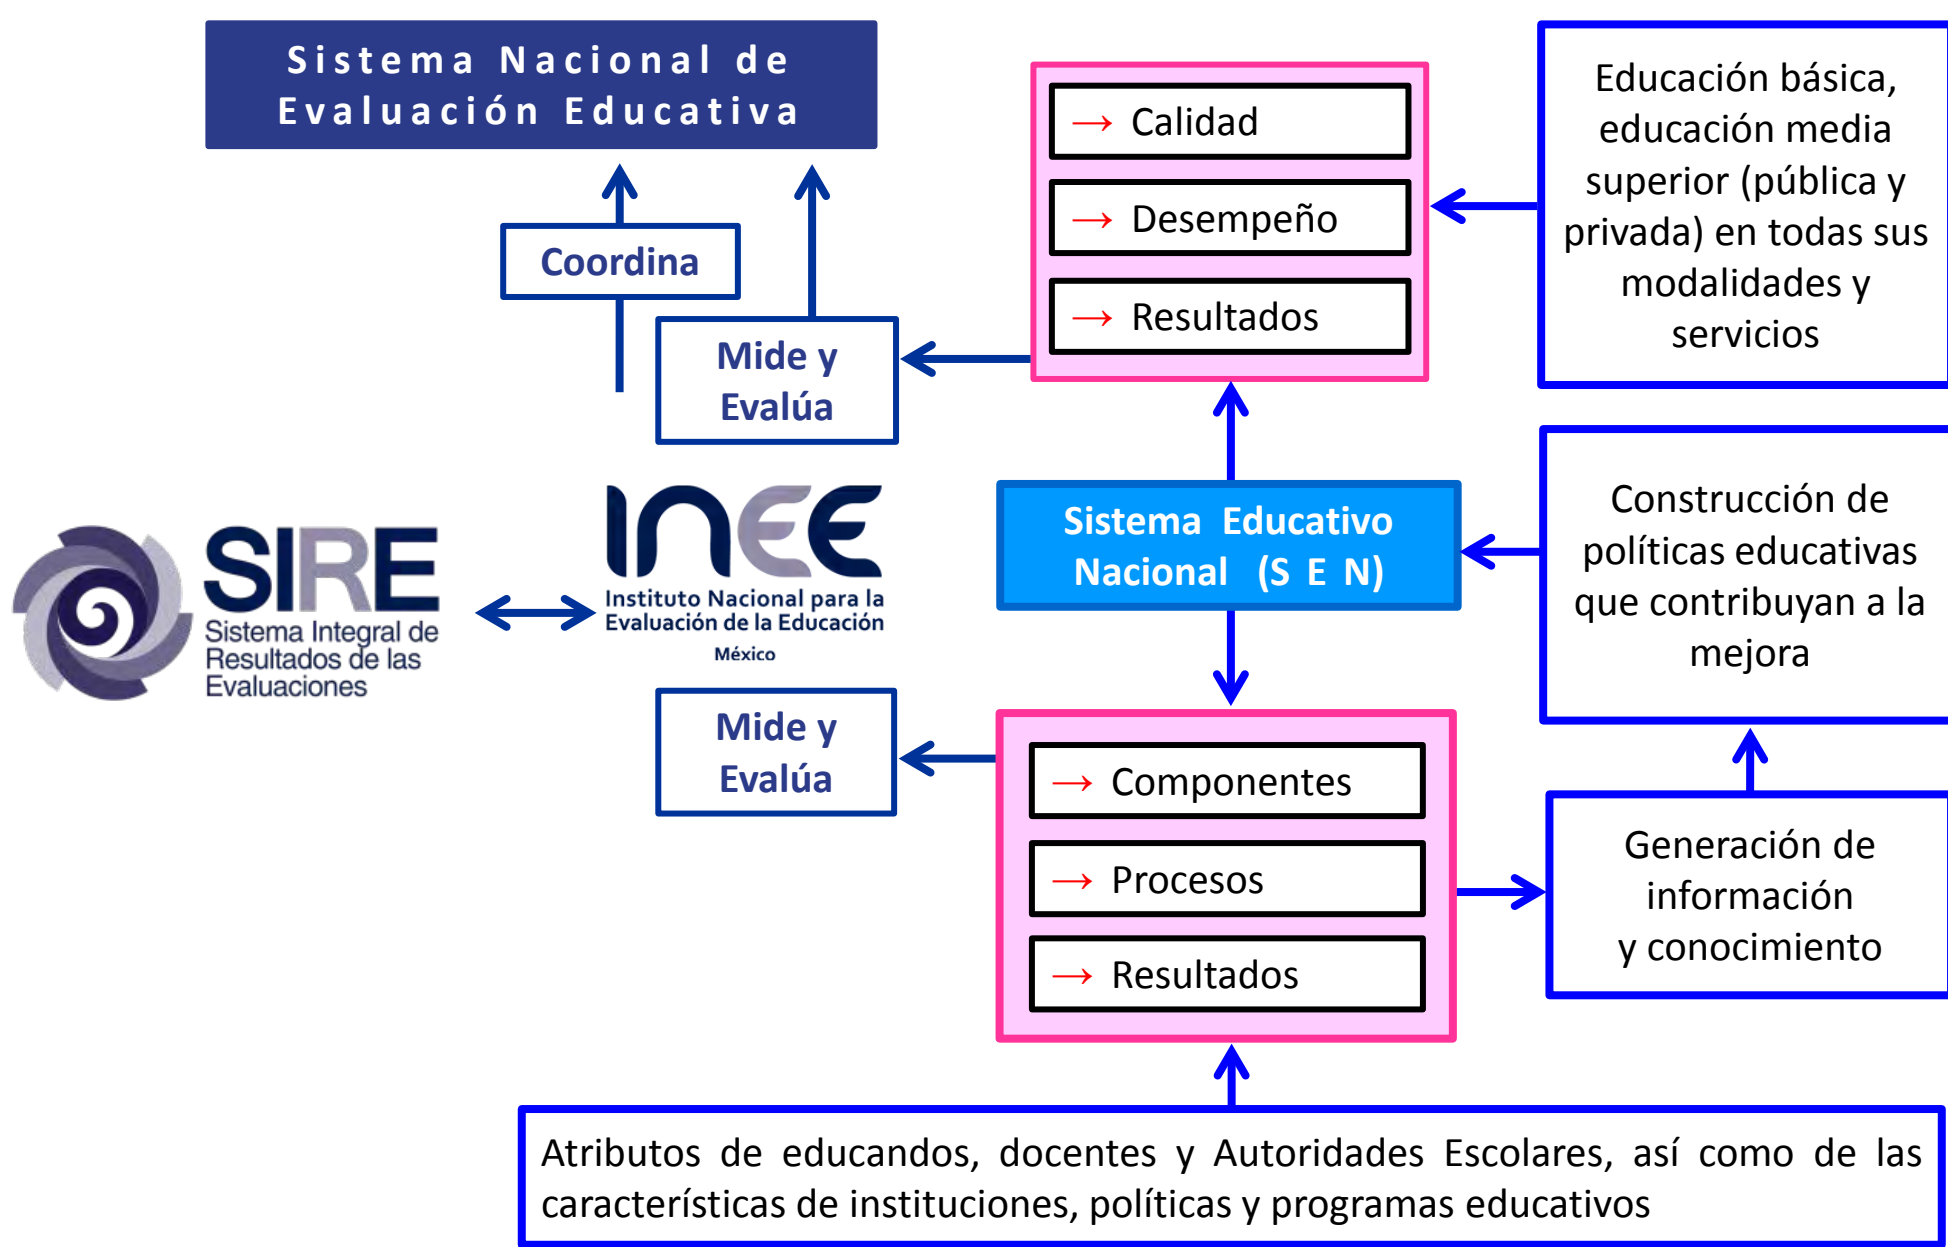 Sistema Nacional de
Evaluación Educativa
Coordina
Mide y
Evalúa
→ Calidad
→ Desempeño
→ Resultados
Educación básica,
educación media
superior (pública y
privada) en todas sus
modalidades y
servicios
SIRE
Sistema Integral de
Resultados de las
Evaluaciones
INEE
Instituto Nacional para la
Evaluación de la Educación
México
Sistema Educativo
Nacional (S E N)
Construcción de
políticas educativas
que contribuyan a la
mejora
Mide y
Evalúa
→ Componentes
→ Procesos
→ Resultados
Generación de
información
y conocimiento
Atributos de educandos, docentes y Autoridades Escolares, así como de las
características de instituciones, políticas y programas educativos